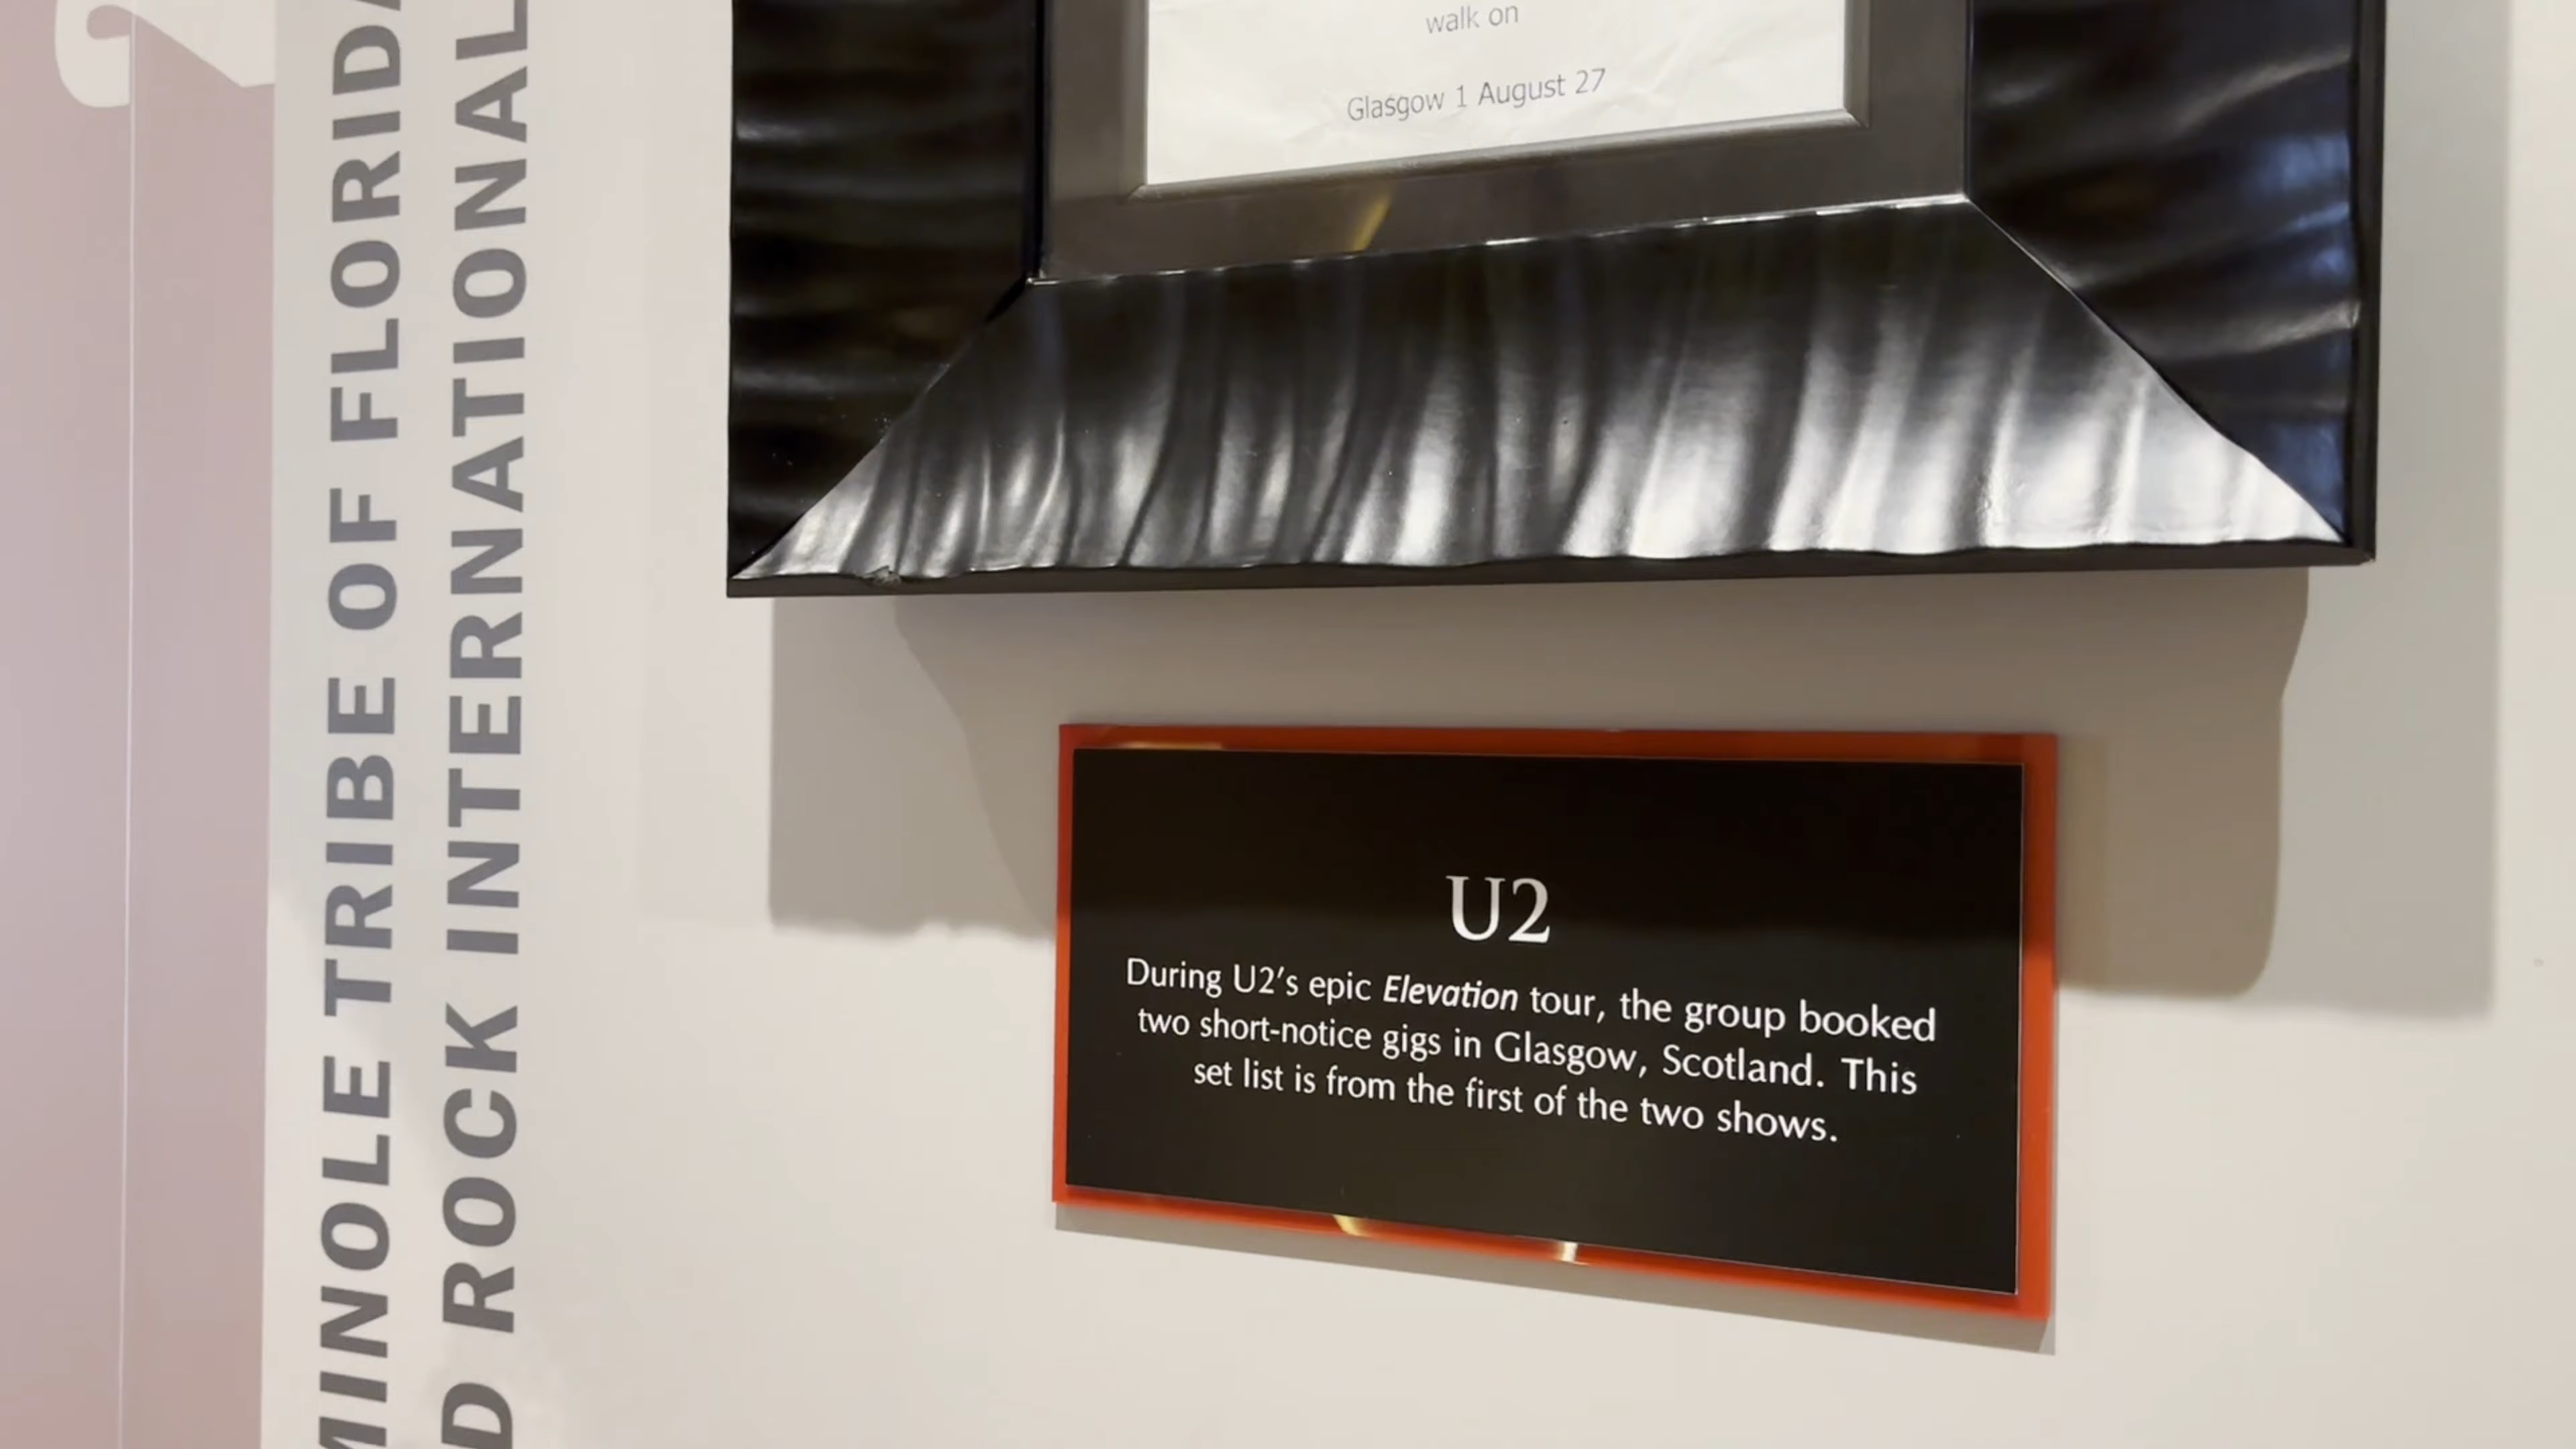 MINOLE TRIBE OF FLORIDA
D ROCK INTERNATIONAL
walk on
Glasgow 1 August 27
U2
During U2's epic Elevation tour, the group booked
two short-notice gigs in Glasgow, Scotland. This
set list is from the first of the two shows.